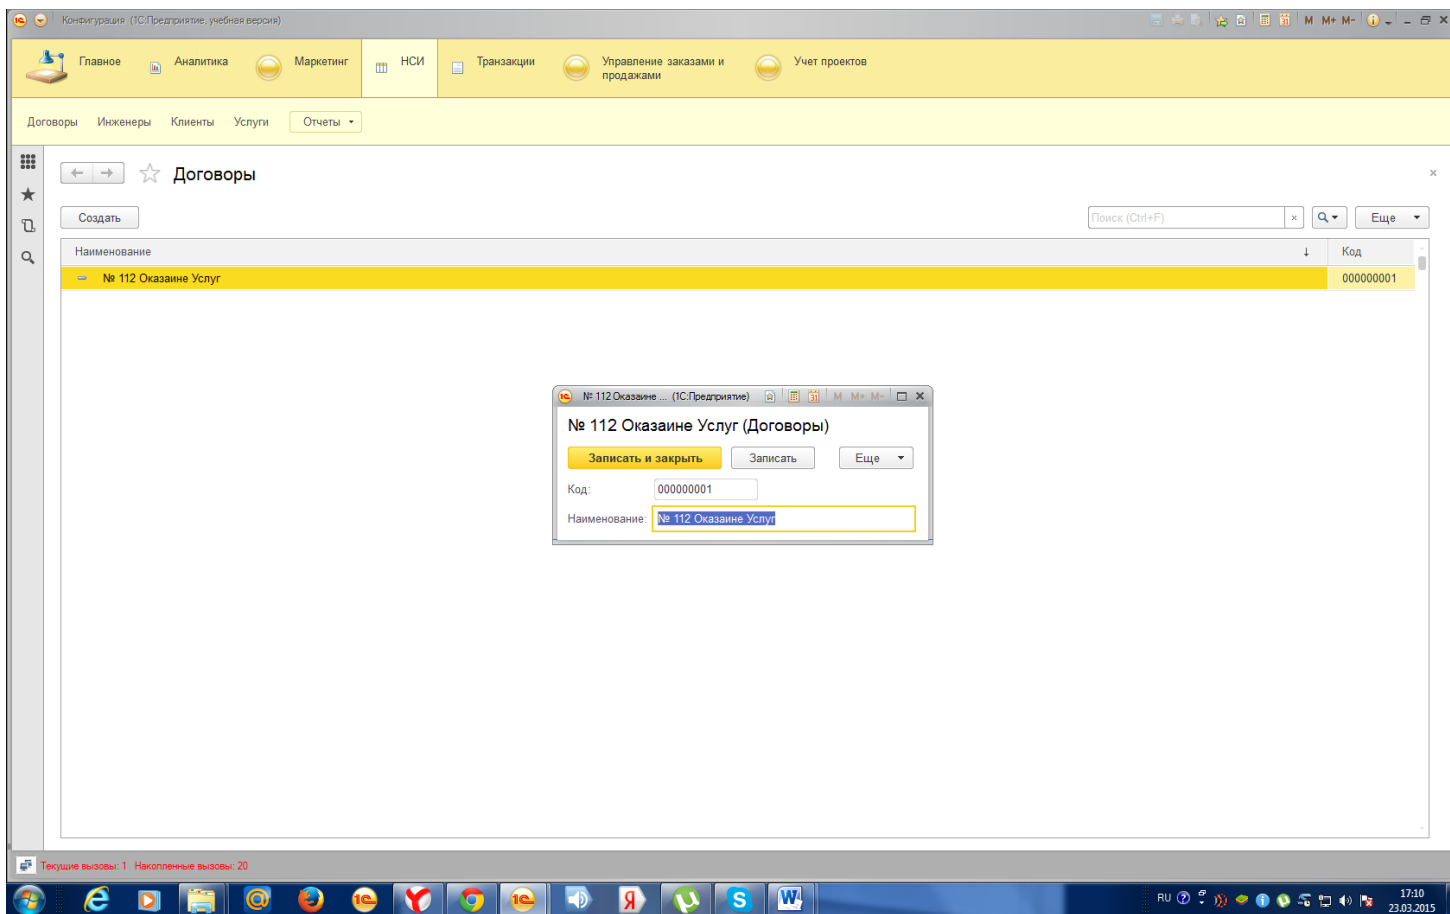 Конфигурация (1С:Предприятие, учебная версия)
M M+ M-
Главное Аналитика Маркетинг НСИ Транзакции Управление заказами и продажами Учет проектов
Договоры Инженеры Клиенты Услуги Отчеты
Договоры
Создать Поиск (Ctrl+F) Еще
Наименование Код
№ 112 Оказаине Услуг 000000001
№ 112 Оказаине ... (1С:Предприятие) M M+ M-
№ 112 Оказаине Услуг (Договоры)
Записать и закрыть Записать Еще
Код: 000000001
Наименование: № 112 Оказаине Услуг
Текущие вызовы: 1 Накопленные вызовы: 20
RU 17:10
23.03.2015